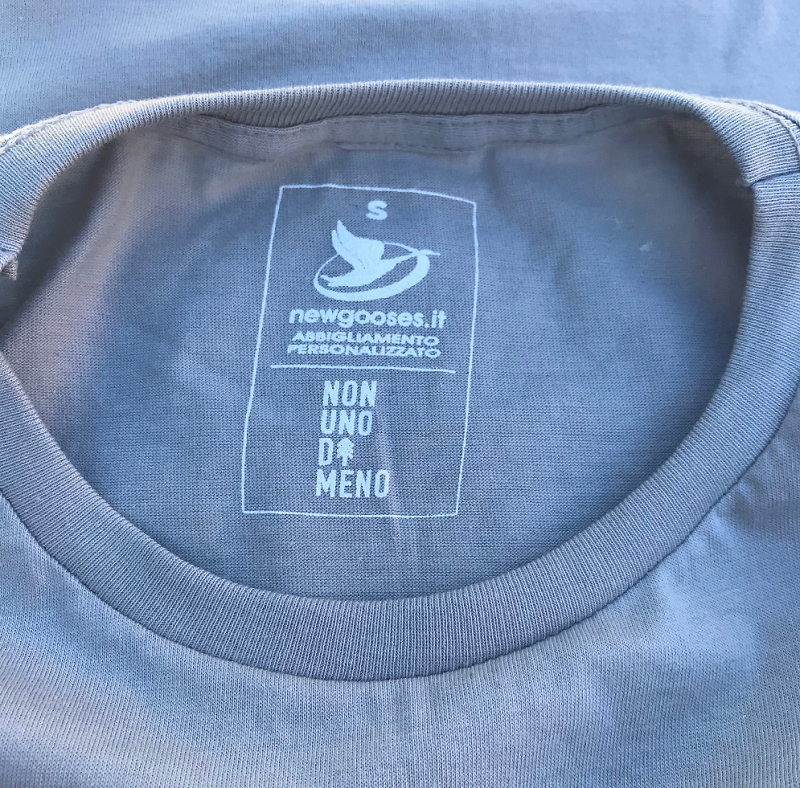 S
newgooses.it
ABBIGLIAMENTO
PERSONALIZZATO
NON
UNO
DI
MENO